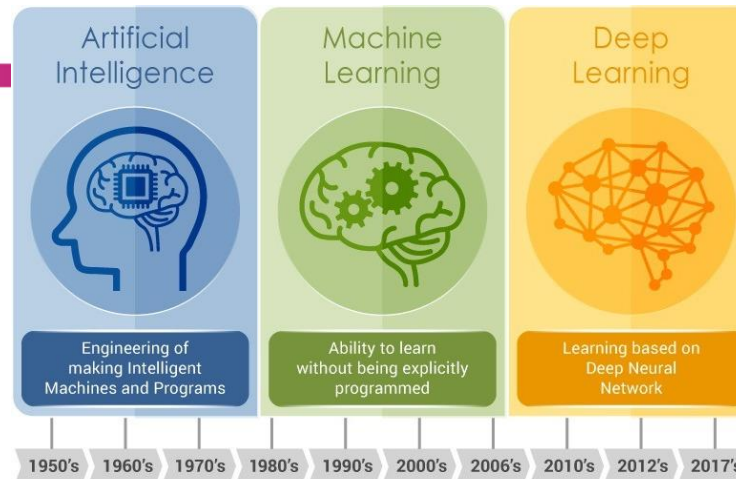 Artificial
Intelligence
Machine
Learning
Deep
Learning
Engineering of
making Intelligent
Machines and Programs
Ability to learn
without being explicitly
programmed
Learning based on
Deep Neural
Network
1950's 1960's 1970's 1980's 1990's 2000's 2006's 2010's 2012's 2017's